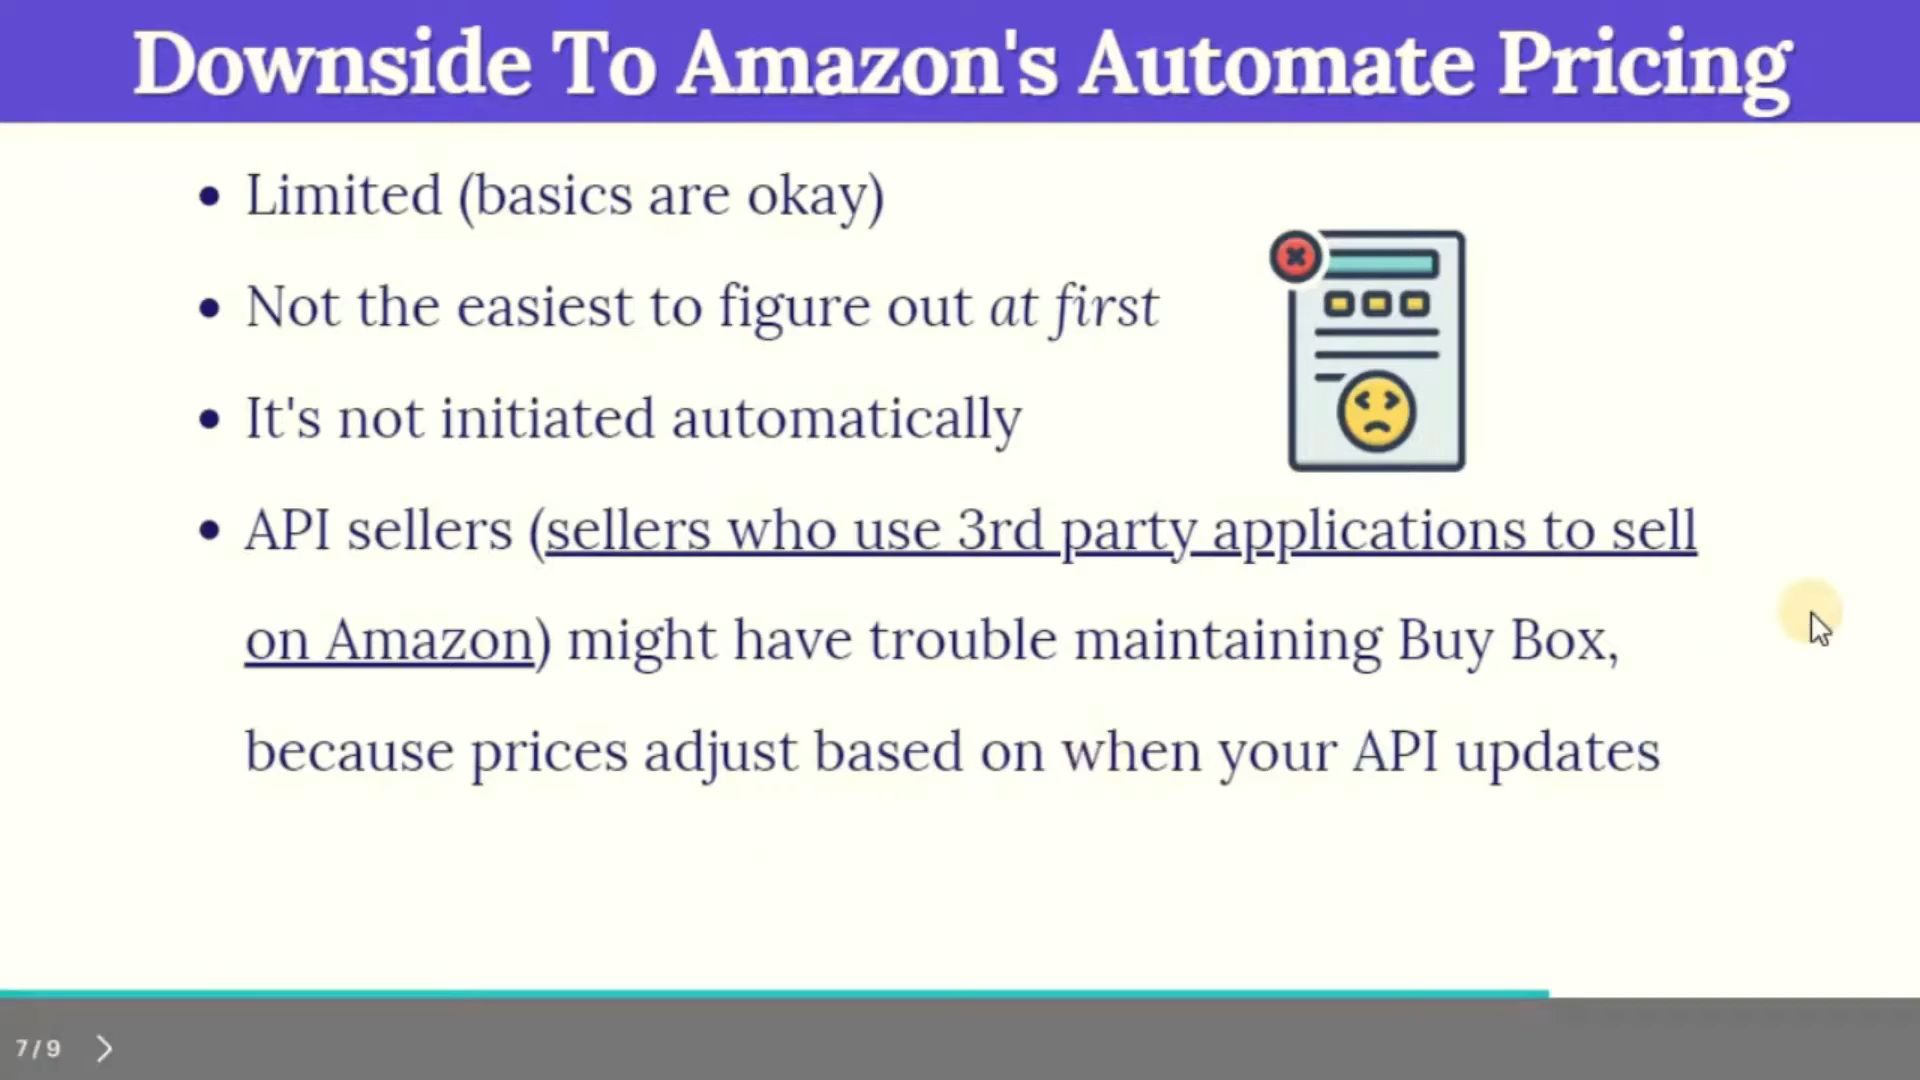 Downside To Amazon's Automate Pricing
• Limited (basics are okay)
• Not the easiest to figure out at first
• It's not initiated automatically
• API sellers (sellers who use 3rd party applications to sell
on Amazon) might have trouble maintaining Buy Box,
because prices adjust based on when your API updates
7/9